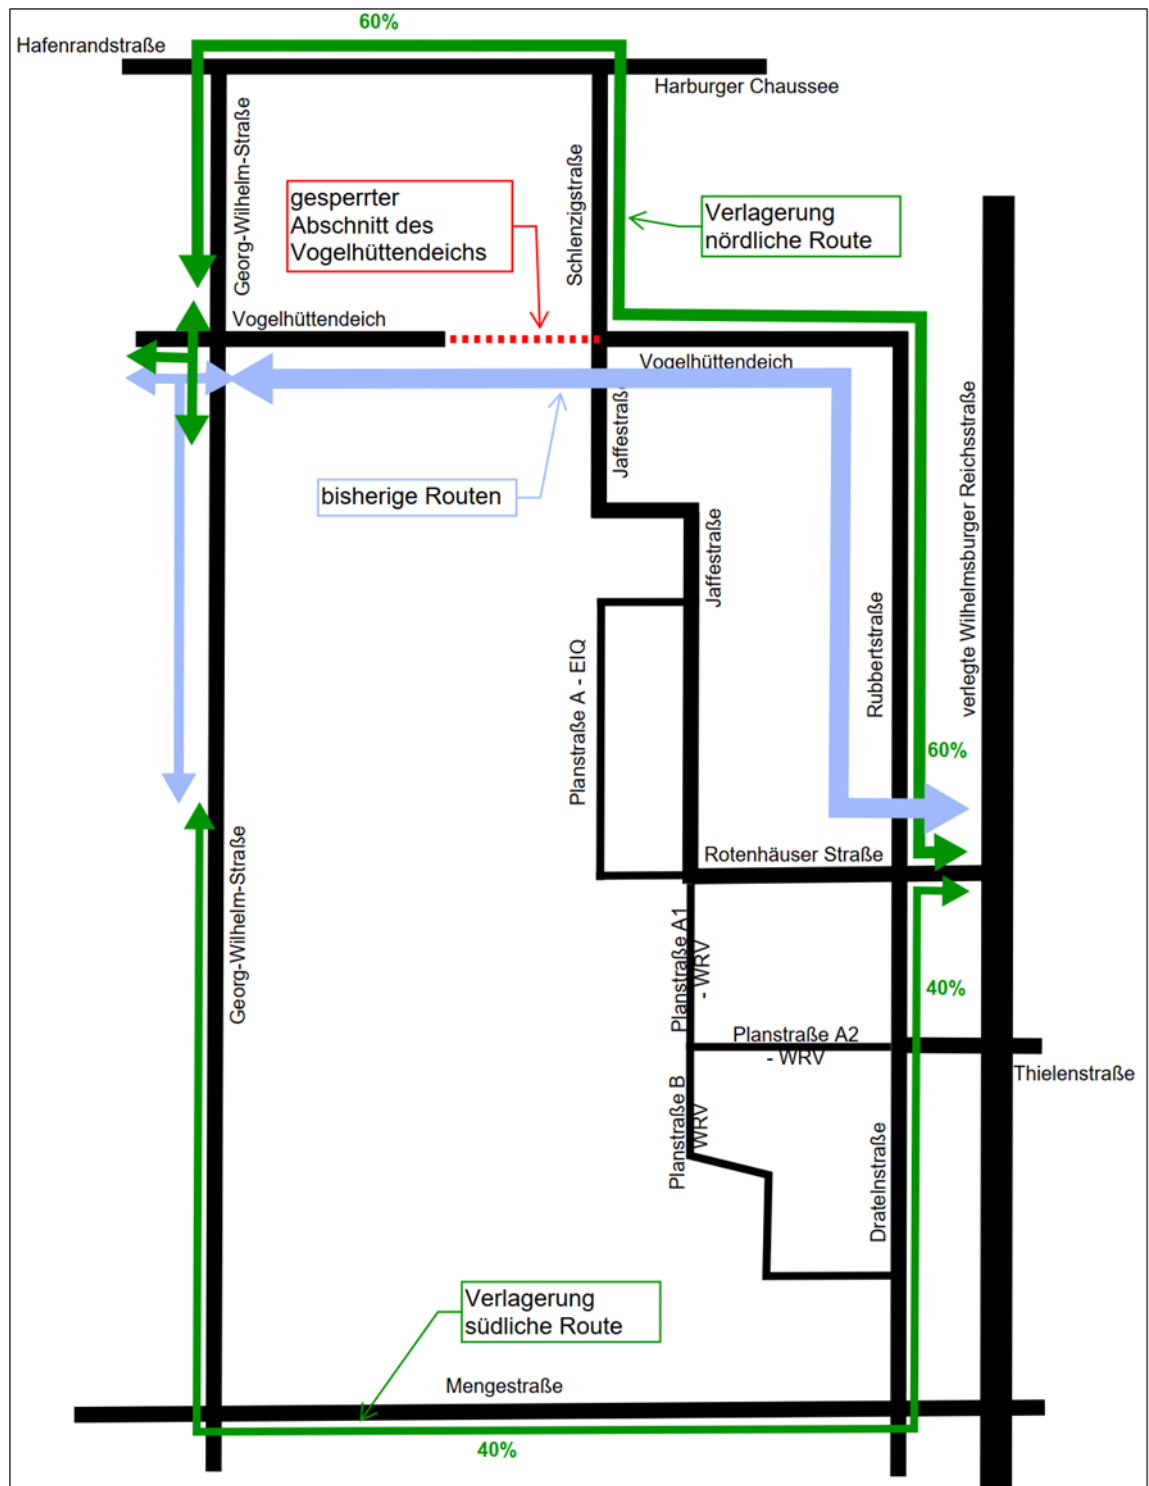 60%
Hafenrandstraße
Harburger Chaussee
Georg-Wilhelm-Straße
Schlenzigstraße
gesperrter
Abschnitt des
Vogelhüttendeichs
Verlagerung
nördliche Route
Vogelhüttendeich
Vogelhüttendeich
Jaffestraße
verlegte Wilhelmsburger Reichsstraße
bisherige Routen
Jaffestraße
Rubbertstraße
Planstraße A - EIQ
60%
Rotenhäuser Straße
Georg-Wilhelm-Straße
Planstraße A1
- WRV
40%
Planstraße A2
- WRV
Thielenstraße
Planstraße B
WRV
Dratelnstraße
Verlagerung
südliche Route
Mengestraße
40%